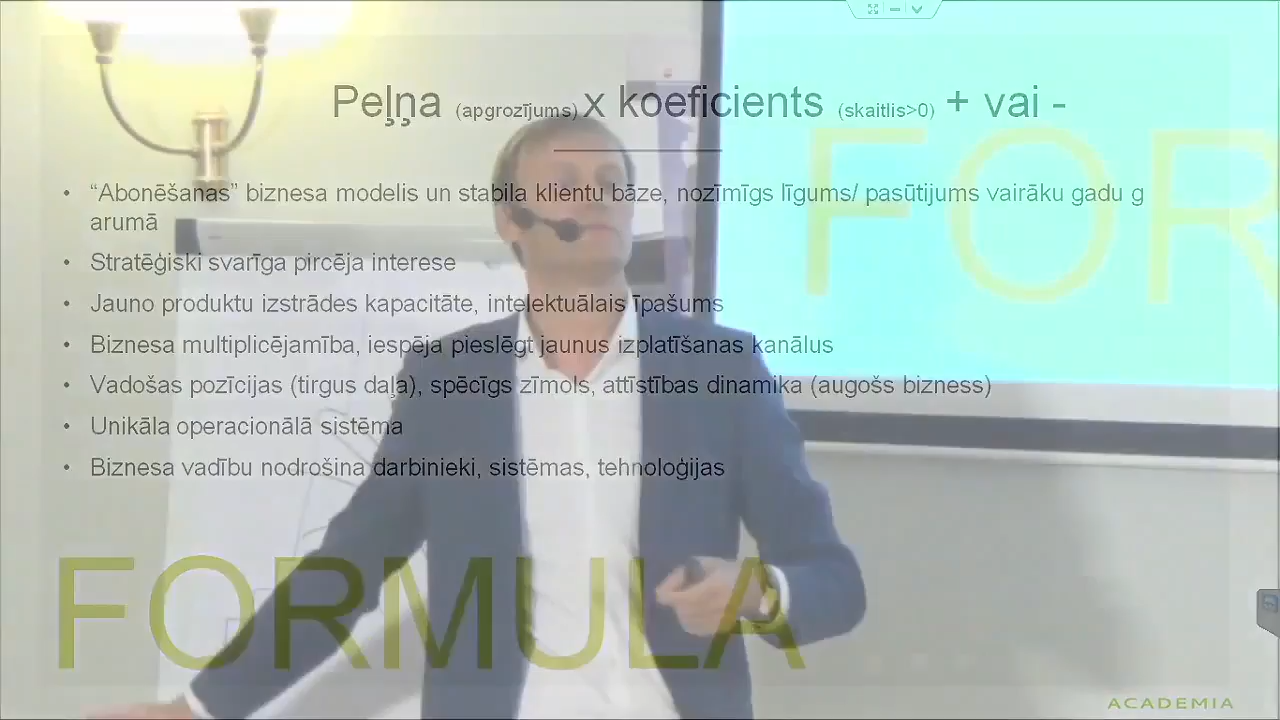 Peļņa (apgrozījums) x koeficients (skaitlis>0) + vai -
• “Abonēšanas” biznesa modelis un stabila klientu bāze, nozīmīgs līgums/ pasūtijums vairāku gadu g
arumā
• Stratēģiski svarīga pircēja interese
• Jauno produktu izstrādes kapacitāte, intelektuālais īpašums
• Biznesa multiplicējamība, iespēja pieslēgt jaunus izplatīšanas kanālus
• Vadošas pozīcijas (tirgus daļa), spēcīgs zīmols, attīstības dinamika (augošs bizness)
• Unikāla operacionālā sistēma
• Biznesa vadību nodrošina darbinieki, sistēmas, tehnoloģijas
FOR
FORMULA
ACADEMIA